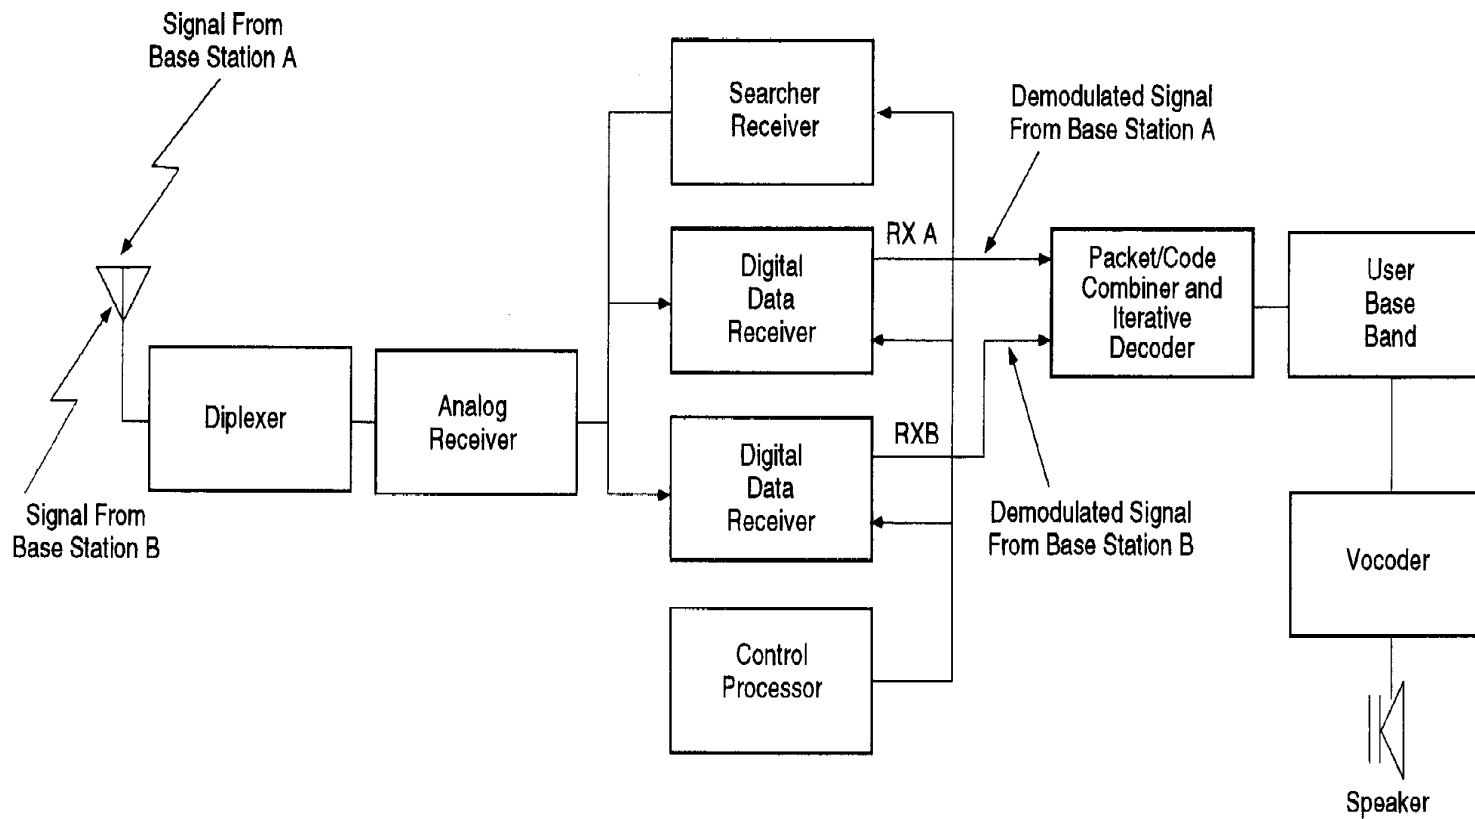 Signal From
Base Station A
Searcher
Receiver
Demodulated Signal
From Base Station A
RX A
Digital
Data
Receiver
Packet/Code
Combiner and
Iterative
Decoder
User
Base
Band
Diplexer
Analog
Receiver
RXB
Digital
Data
Receiver
Signal From
Base Station B
Demodulated Signal
From Base Station B
Vocoder
Control
Processor
Speaker